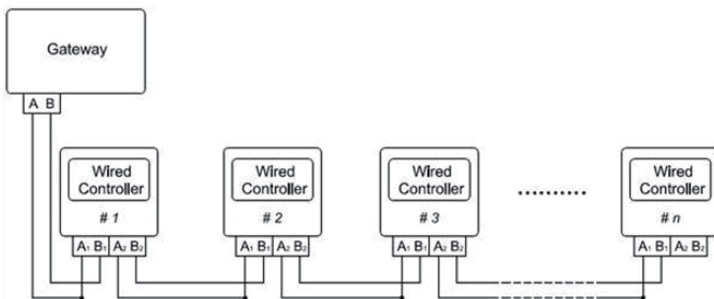 Gateway
A B
Wired
Controller
# 1
A₁ B₁ A₂ B₂
Wired
Controller
# 2
A₁ B₁ A₂ B₂
Wired
Controller
# 3
A₁ B₁ A₂ B₂
..........
Wired
Controller
# n
A₁ B₁ A₂ B₂